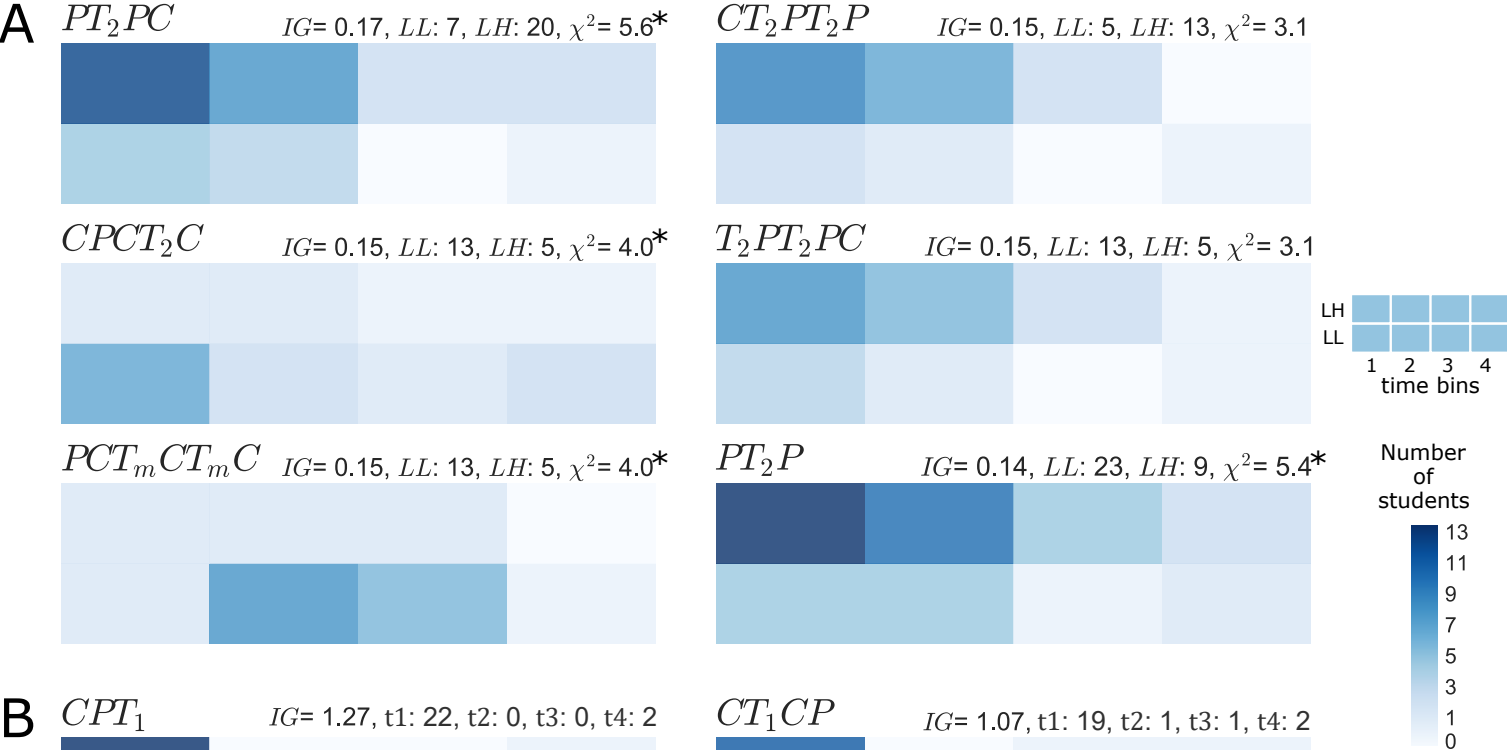 A
PT₂PC IG= 0.17, LL: 7, LH: 20, χ²= 5.6*
CT₂PT₂P IG= 0.15, LL: 5, LH: 13, χ²= 3.1
CPCT₂C IG= 0.15, LL: 13, LH: 5, χ²= 4.0*
T₂PT₂PC IG= 0.15, LL: 13, LH: 5, χ²= 3.1
LH
LL
1 2 3 4
time bins
PCTₘCTₘC IG= 0.15, LL: 13, LH: 5, χ²= 4.0*
PT₂P IG= 0.14, LL: 23, LH: 9, χ²= 5.4*
Number
of
students
13
11
9
7
5
3
1
0
B
CPT₁ IG= 1.27, t1: 22, t2: 0, t3: 0, t4: 2
CT₁CP IG= 1.07, t1: 19, t2: 1, t3: 1, t4: 2